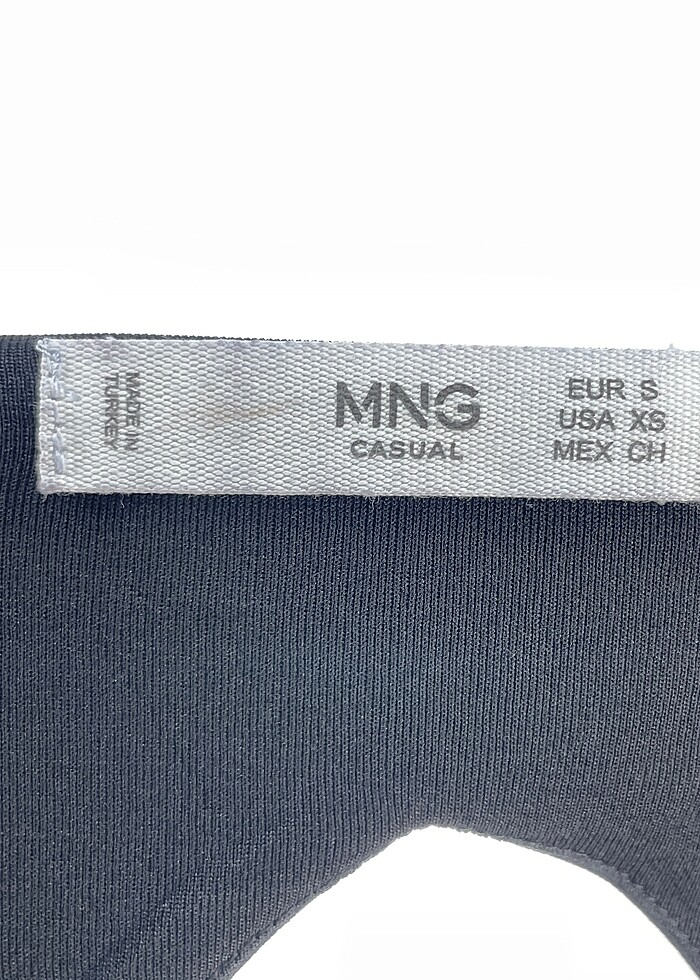 MADE IN
TURKEY
MNG
CASUAL
EUR S
USA XS
MEX CH